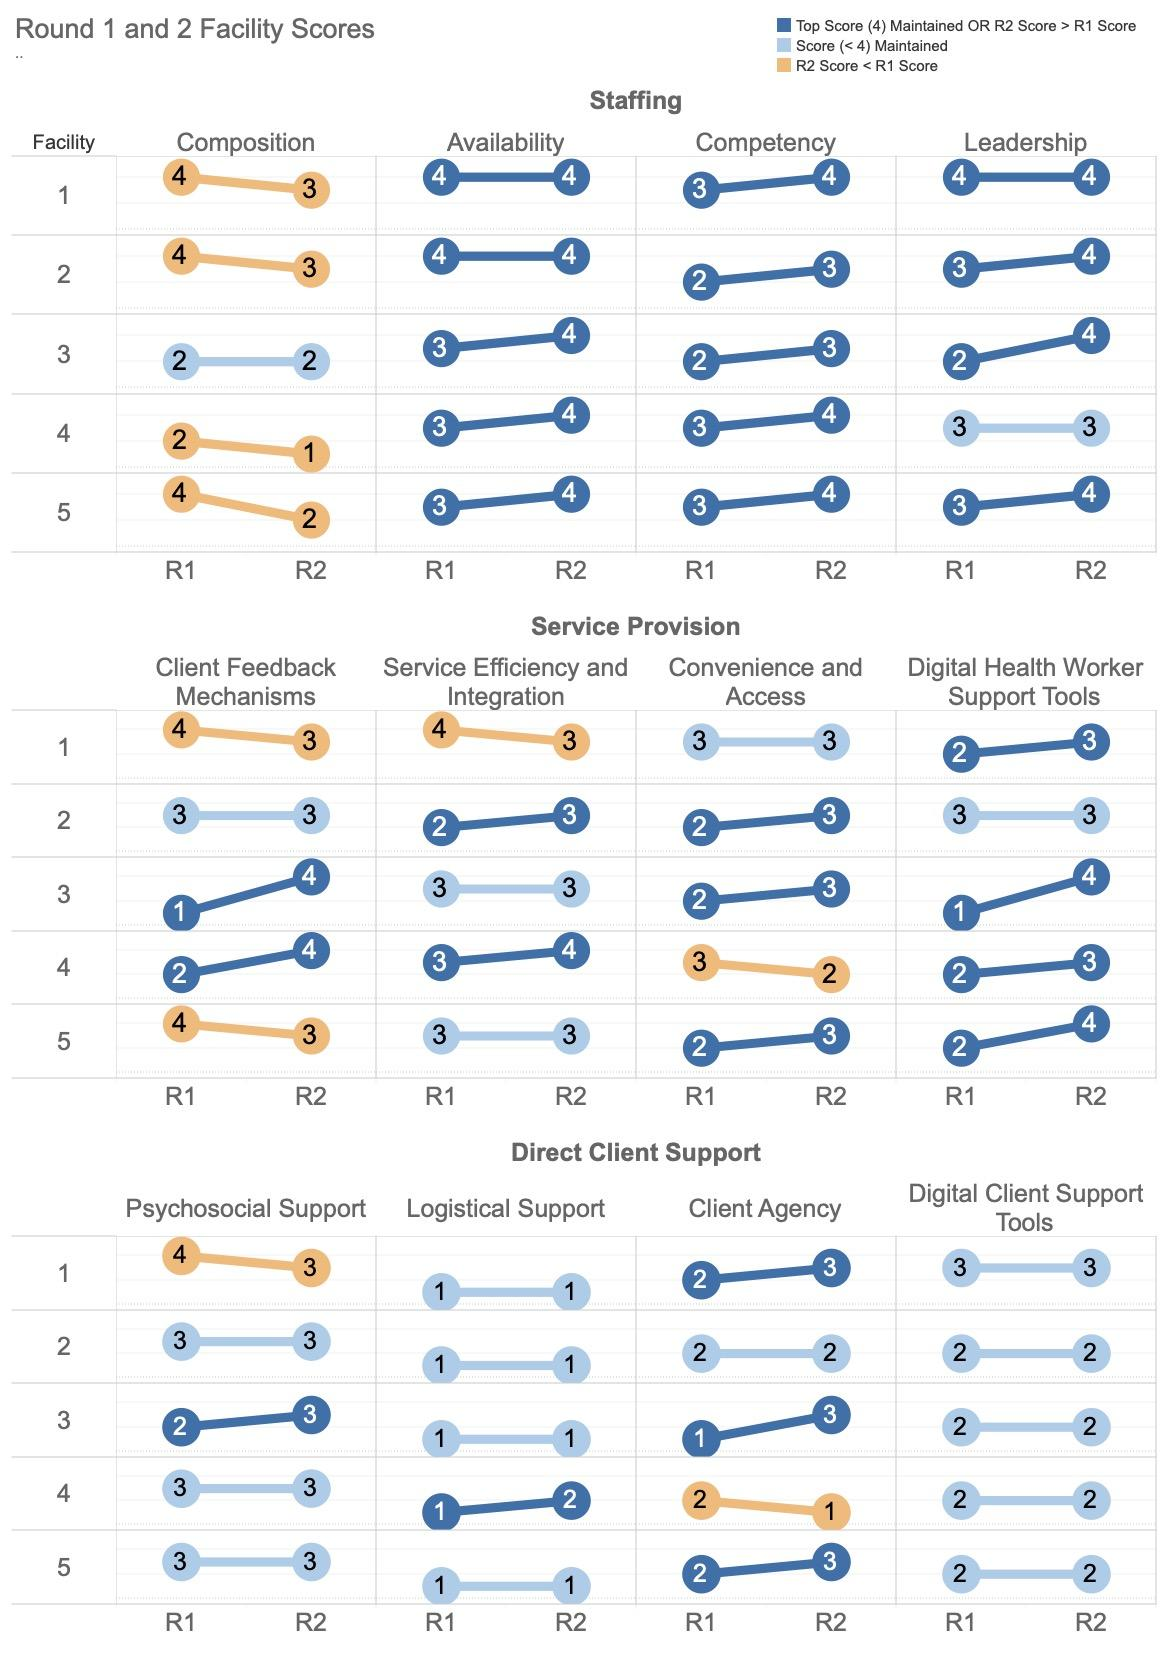 Round 1 and 2 Facility Scores
..
Top Score (4) Maintained OR R2 Score > R1 Score
Score (< 4) Maintained
R2 Score < R1 Score
Staffing
Facility Composition Availability Competency Leadership
1 4 3 4 4 3 4 4 4
2 4 3 4 4 2 3 3 4
3 2 2 3 4 2 3 2 4
4 2 1 3 4 3 4 3 3
5 4 2 3 4 3 4 3 4
R1 R2 R1 R2 R1 R2 R1 R2
Service Provision
Client Feedback Service Efficiency and Convenience and Digital Health Worker
Mechanisms Integration Access Support Tools
1 4 3 4 3 3 3 2 3
2 3 3 2 3 2 3 3 3
3 1 4 3 3 2 3 1 4
4 2 4 3 4 3 2 2 3
5 4 3 3 3 2 3 2 4
R1 R2 R1 R2 R1 R2 R1 R2
Direct Client Support
Psychosocial Support Logistical Support Client Agency Digital Client Support
Tools
1 4 3 1 1 2 3 3 3
2 3 3 1 1 2 2 2 2
3 2 3 1 1 1 3 2 2
4 3 3 1 2 2 1 2 2
5 3 3 1 1 2 3 2 2
R1 R2 R1 R2 R1 R2 R1 R2